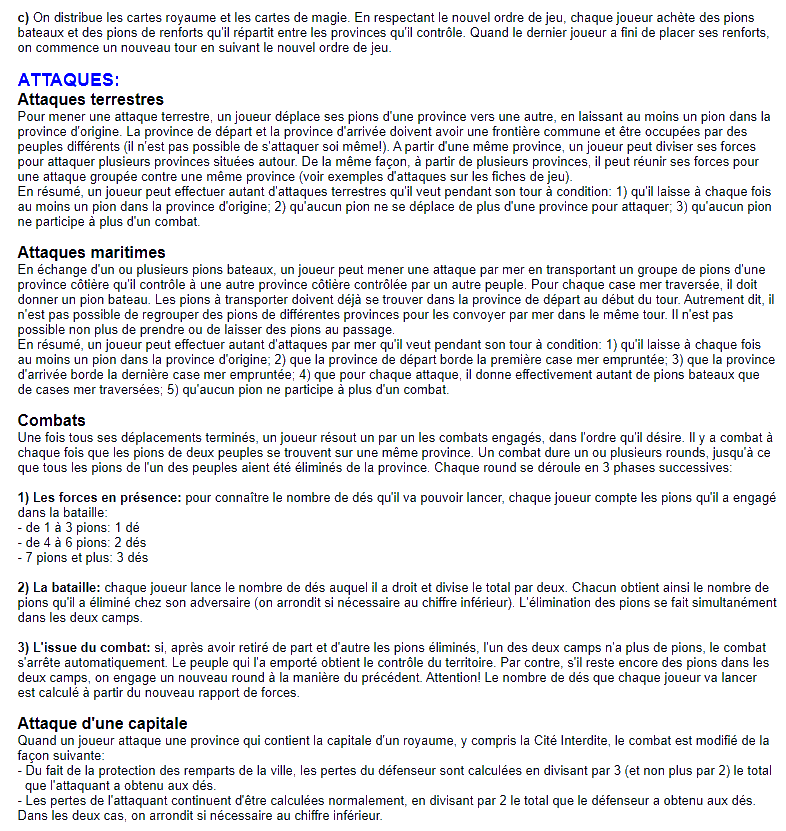 c) On distribue les cartes royaume et les cartes de magie. En respectant le nouvel ordre de jeu, chaque joueur achète des pions
bateaux et des pions de renforts qu'il répartit entre les provinces qu'il contrôle. Quand le dernier joueur a fini de placer ses renforts,
on commence un nouveau tour en suivant le nouvel ordre de jeu.
ATTAQUES:
Attaques terrestres
Pour mener une attaque terrestre, un joueur déplace ses pions d'une province vers une autre, en laissant au moins un pion dans la
province d'origine. La province de départ et la province d'arrivée doivent avoir une frontière commune et être occupées par des
peuples différents (il n'est pas possible de s'attaquer soi même!). A partir d'une même province, un joueur peut diviser ses forces
pour attaquer plusieurs provinces situées autour. De la même façon, à partir de plusieurs provinces, il peut réunir ses forces pour
une attaque groupée contre une même province (voir exemples d'attaques sur les fiches de jeu).
En résumé, un joueur peut effectuer autant d'attaques terrestres qu'il veut pendant son tour à condition: 1) qu'il laisse à chaque fois
au moins un pion dans la province d'origine; 2) qu'aucun pion ne se déplace de plus d'une province pour attaquer; 3) qu'aucun pion
ne participe à plus d'un combat.
Attaques maritimes
En échange d'un ou plusieurs pions bateaux, un joueur peut mener une attaque par mer en transportant un groupe de pions d'une
province côtière qu'il contrôle à une autre province côtière contrôlée par un autre peuple. Pour chaque case mer traversée, il doit
donner un pion bateau. Les pions à transporter doivent déjà se trouver dans la province de départ au début du tour. Autrement dit, il
n'est pas possible de regrouper des pions de différentes provinces pour les convoyer par mer dans le même tour. Il n'est pas
possible non plus de prendre ou de laisser des pions au passage.
En résumé, un joueur peut effectuer autant d'attaques par mer qu'il veut pendant son tour à condition: 1) qu'il laisse à chaque fois
au moins un pion dans la province d'origine; 2) que la province de départ borde la première case mer empruntée; 3) que la province
d'arrivée borde la dernière case mer empruntée; 4) que pour chaque attaque, il donne effectivement autant de pions bateaux que
de cases mer traversées; 5) qu'aucun pion ne participe à plus d'un combat.
Combats
Une fois tous ses déplacements terminés, un joueur résout un par un les combats engagés, dans l'ordre qu'il désire. Il y a combat à
chaque fois que les pions de deux peuples se trouvent sur une même province. Un combat dure un ou plusieurs rounds, jusqu'à ce
que tous les pions de l'un des peuples aient été éliminés de la province. Chaque round se déroule en 3 phases successives:
1) Les forces en présence: pour connaître le nombre de dés qu'il va pouvoir lancer, chaque joueur compte les pions qu'il a engagé
dans la bataille:
- de 1 à 3 pions: 1 dé
- de 4 à 6 pions: 2 dés
- 7 pions et plus: 3 dés
2) La bataille: chaque joueur lance le nombre de dés auquel il a droit et divise le total par deux. Chacun obtient ainsi le nombre de
pions qu'il a éliminé chez son adversaire (on arrondit si nécessaire au chiffre inférieur). L'élimination des pions se fait simultanément
dans les deux camps.
3) L'issue du combat: si, après avoir retiré de part et d'autre les pions éliminés, l'un des deux camps n'a plus de pions, le combat
s'arrête automatiquement. Le peuple qui l'a emporté obtient le contrôle du territoire. Par contre, s'il reste encore des pions dans les
deux camps, on engage un nouveau round à la manière du précédent. Attention! Le nombre de dés que chaque joueur va lancer
est calculé à partir du nouveau rapport de forces.
Attaque d'une capitale
Quand un joueur attaque une province qui contient la capitale d'un royaume, y compris la Cité Interdite, le combat est modifié de la
façon suivante:
- Du fait de la protection des remparts de la ville, les pertes du défenseur sont calculées en divisant par 3 (et non plus par 2) le total
que l'attaquant a obtenu aux dés.
- Les pertes de l'attaquant continuent d'être calculées normalement, en divisant par 2 le total que le défenseur a obtenu aux dés.
Dans les deux cas, on arrondit si nécessaire au chiffre inférieur.